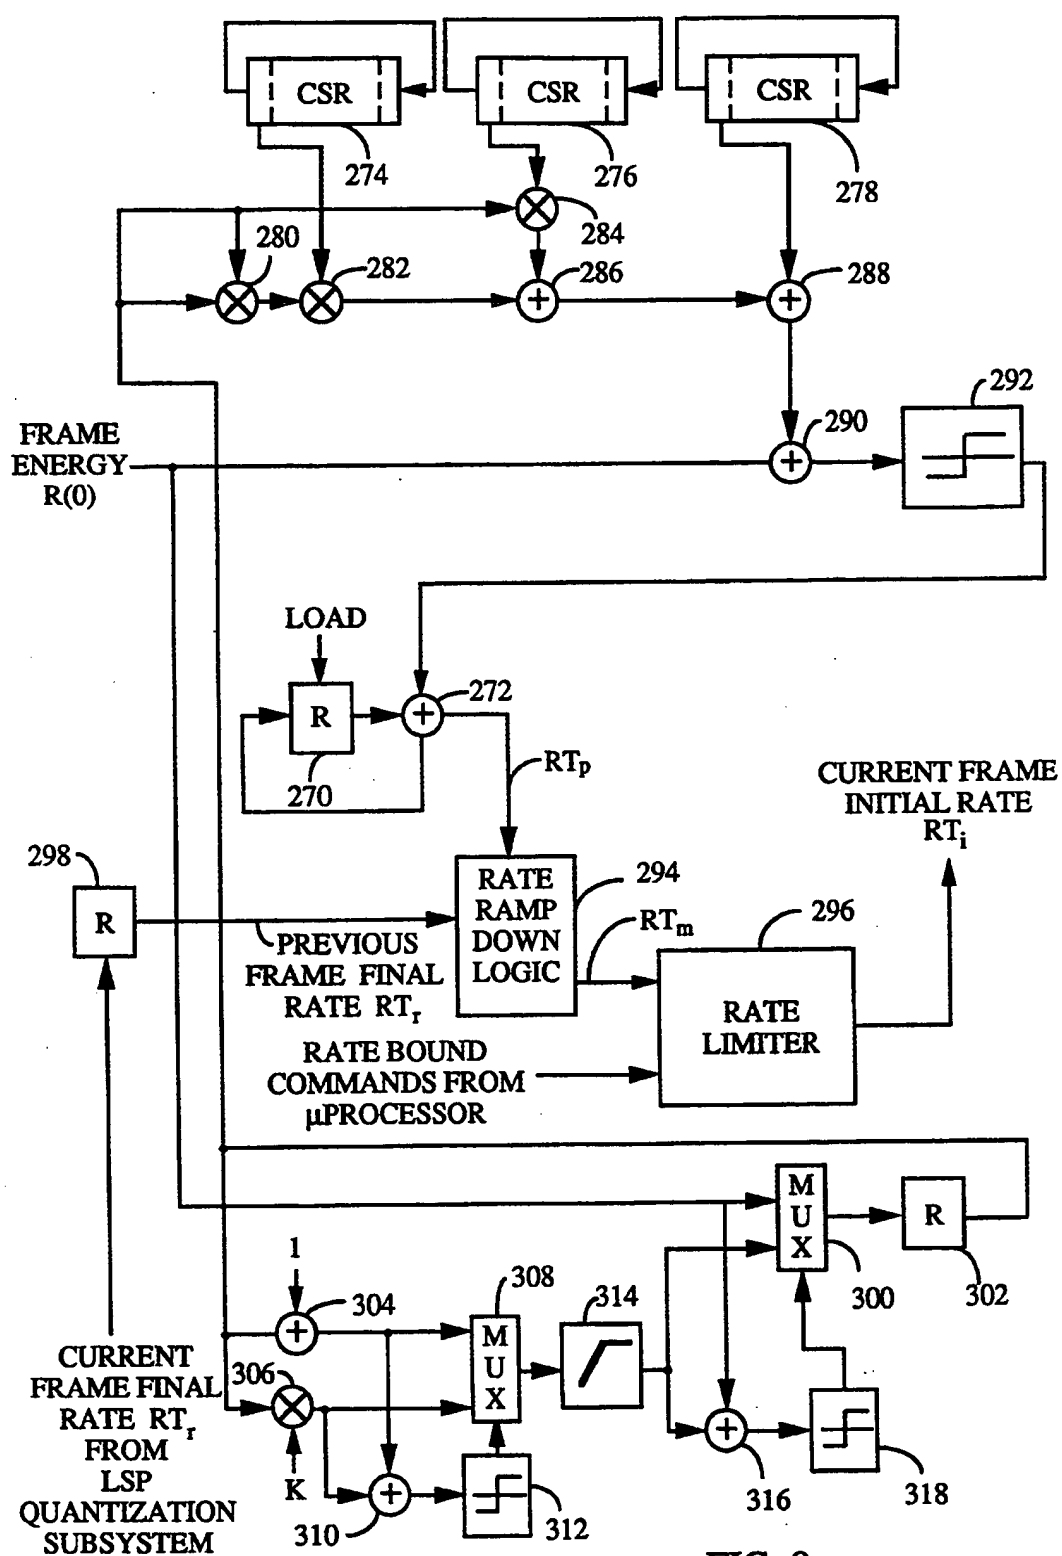 CSR
CSR
CSR
274
276
278
284
280
282
286
288
292
290
FRAME
ENERGY
R(0)
LOAD
R
272
270
RTp
CURRENT FRAME
INITIAL RATE
RTi
298
R
RATE
RAMP
DOWN
LOGIC
294
RTm
296
PREVIOUS
FRAME FINAL
RATE RTr
RATE
LIMITER
RATE BOUND
COMMANDS FROM
μPROCESSOR
MUX
R
300
302
1
304
308
314
MUX
306
K
310
312
316
318
CURRENT
FRAME FINAL
RATE RTr
FROM
LSP
QUANTIZATION
SUBSYSTEM